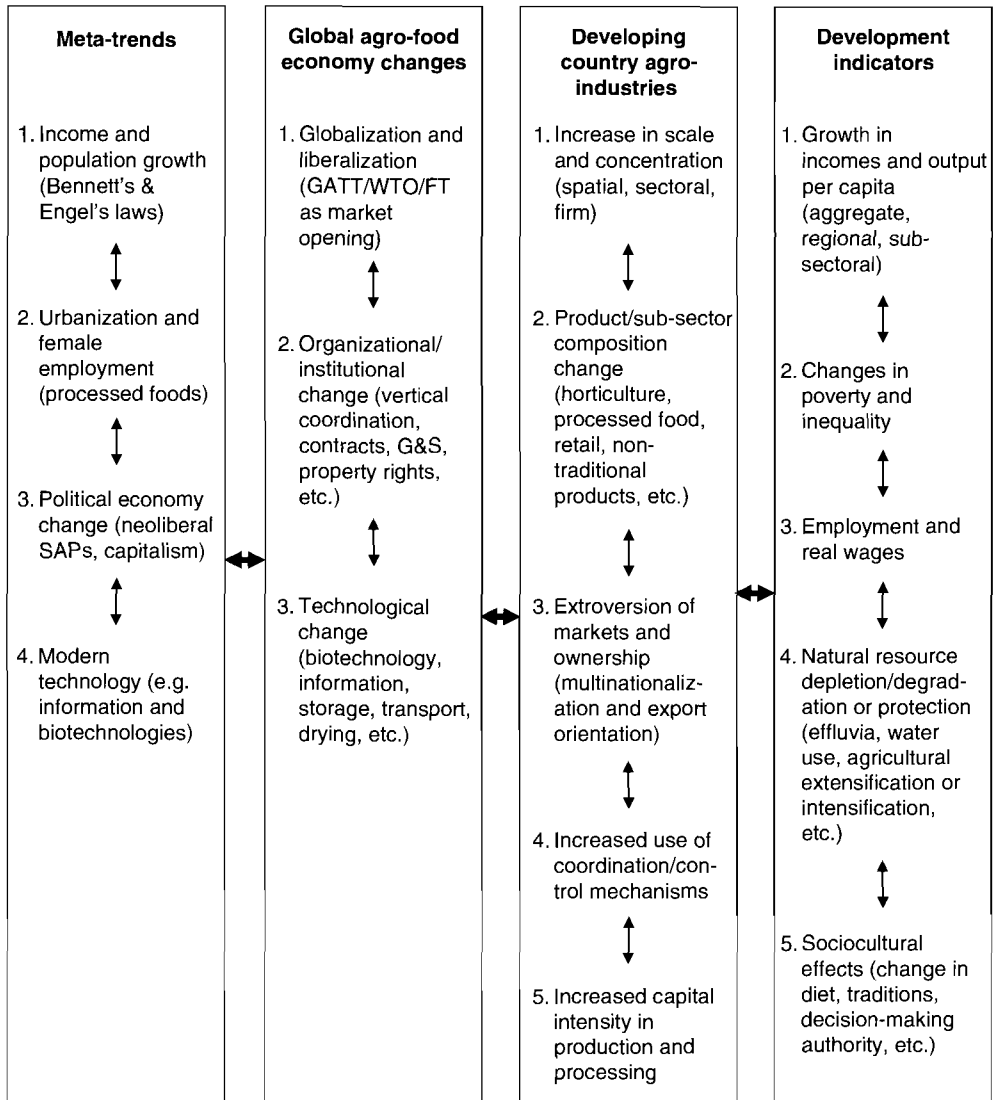 Meta-trends
1. Income and
population growth
(Bennett's &
Engel's laws)
2. Urbanization and
female
employment
(processed foods)
3. Political economy
change (neoliberal
SAPs, capitalism)
4. Modern
technology (e.g.
information and
biotechnologies)
Global agro-food
economy changes
1. Globalization and
liberalization
(GATT/WTO/FT
as market
opening)
2. Organizational/
institutional
change (vertical
coordination,
contracts, G&S,
property rights,
etc.)
3. Technological
change
(biotechnology,
information,
storage, transport,
drying, etc.)
Developing
country agro-
industries
1. Increase in scale
and concentration
(spatial, sectoral,
firm)
2. Product/sub-sector
composition
change
(horticulture,
processed food,
retail, non-
traditional
products, etc.)
3. Extroversion of
markets and
ownership
(multinationaliz-
ation and export
orientation)
4. Increased use of
coordination/con-
trol mechanisms
5. Increased capital
intensity in
production and
processing
Development
indicators
1. Growth in
incomes and output
per capita
(aggregate,
regional, sub-
sectoral)
2. Changes in
poverty and
inequality
3. Employment and
real wages
4. Natural resource
depletion/degrad-
ation or protection
(effluvia, water
use, agricultural
extensification or
intensification,
etc.)
5. Sociocultural
effects (change in
diet, traditions,
decision-making
authority, etc.)